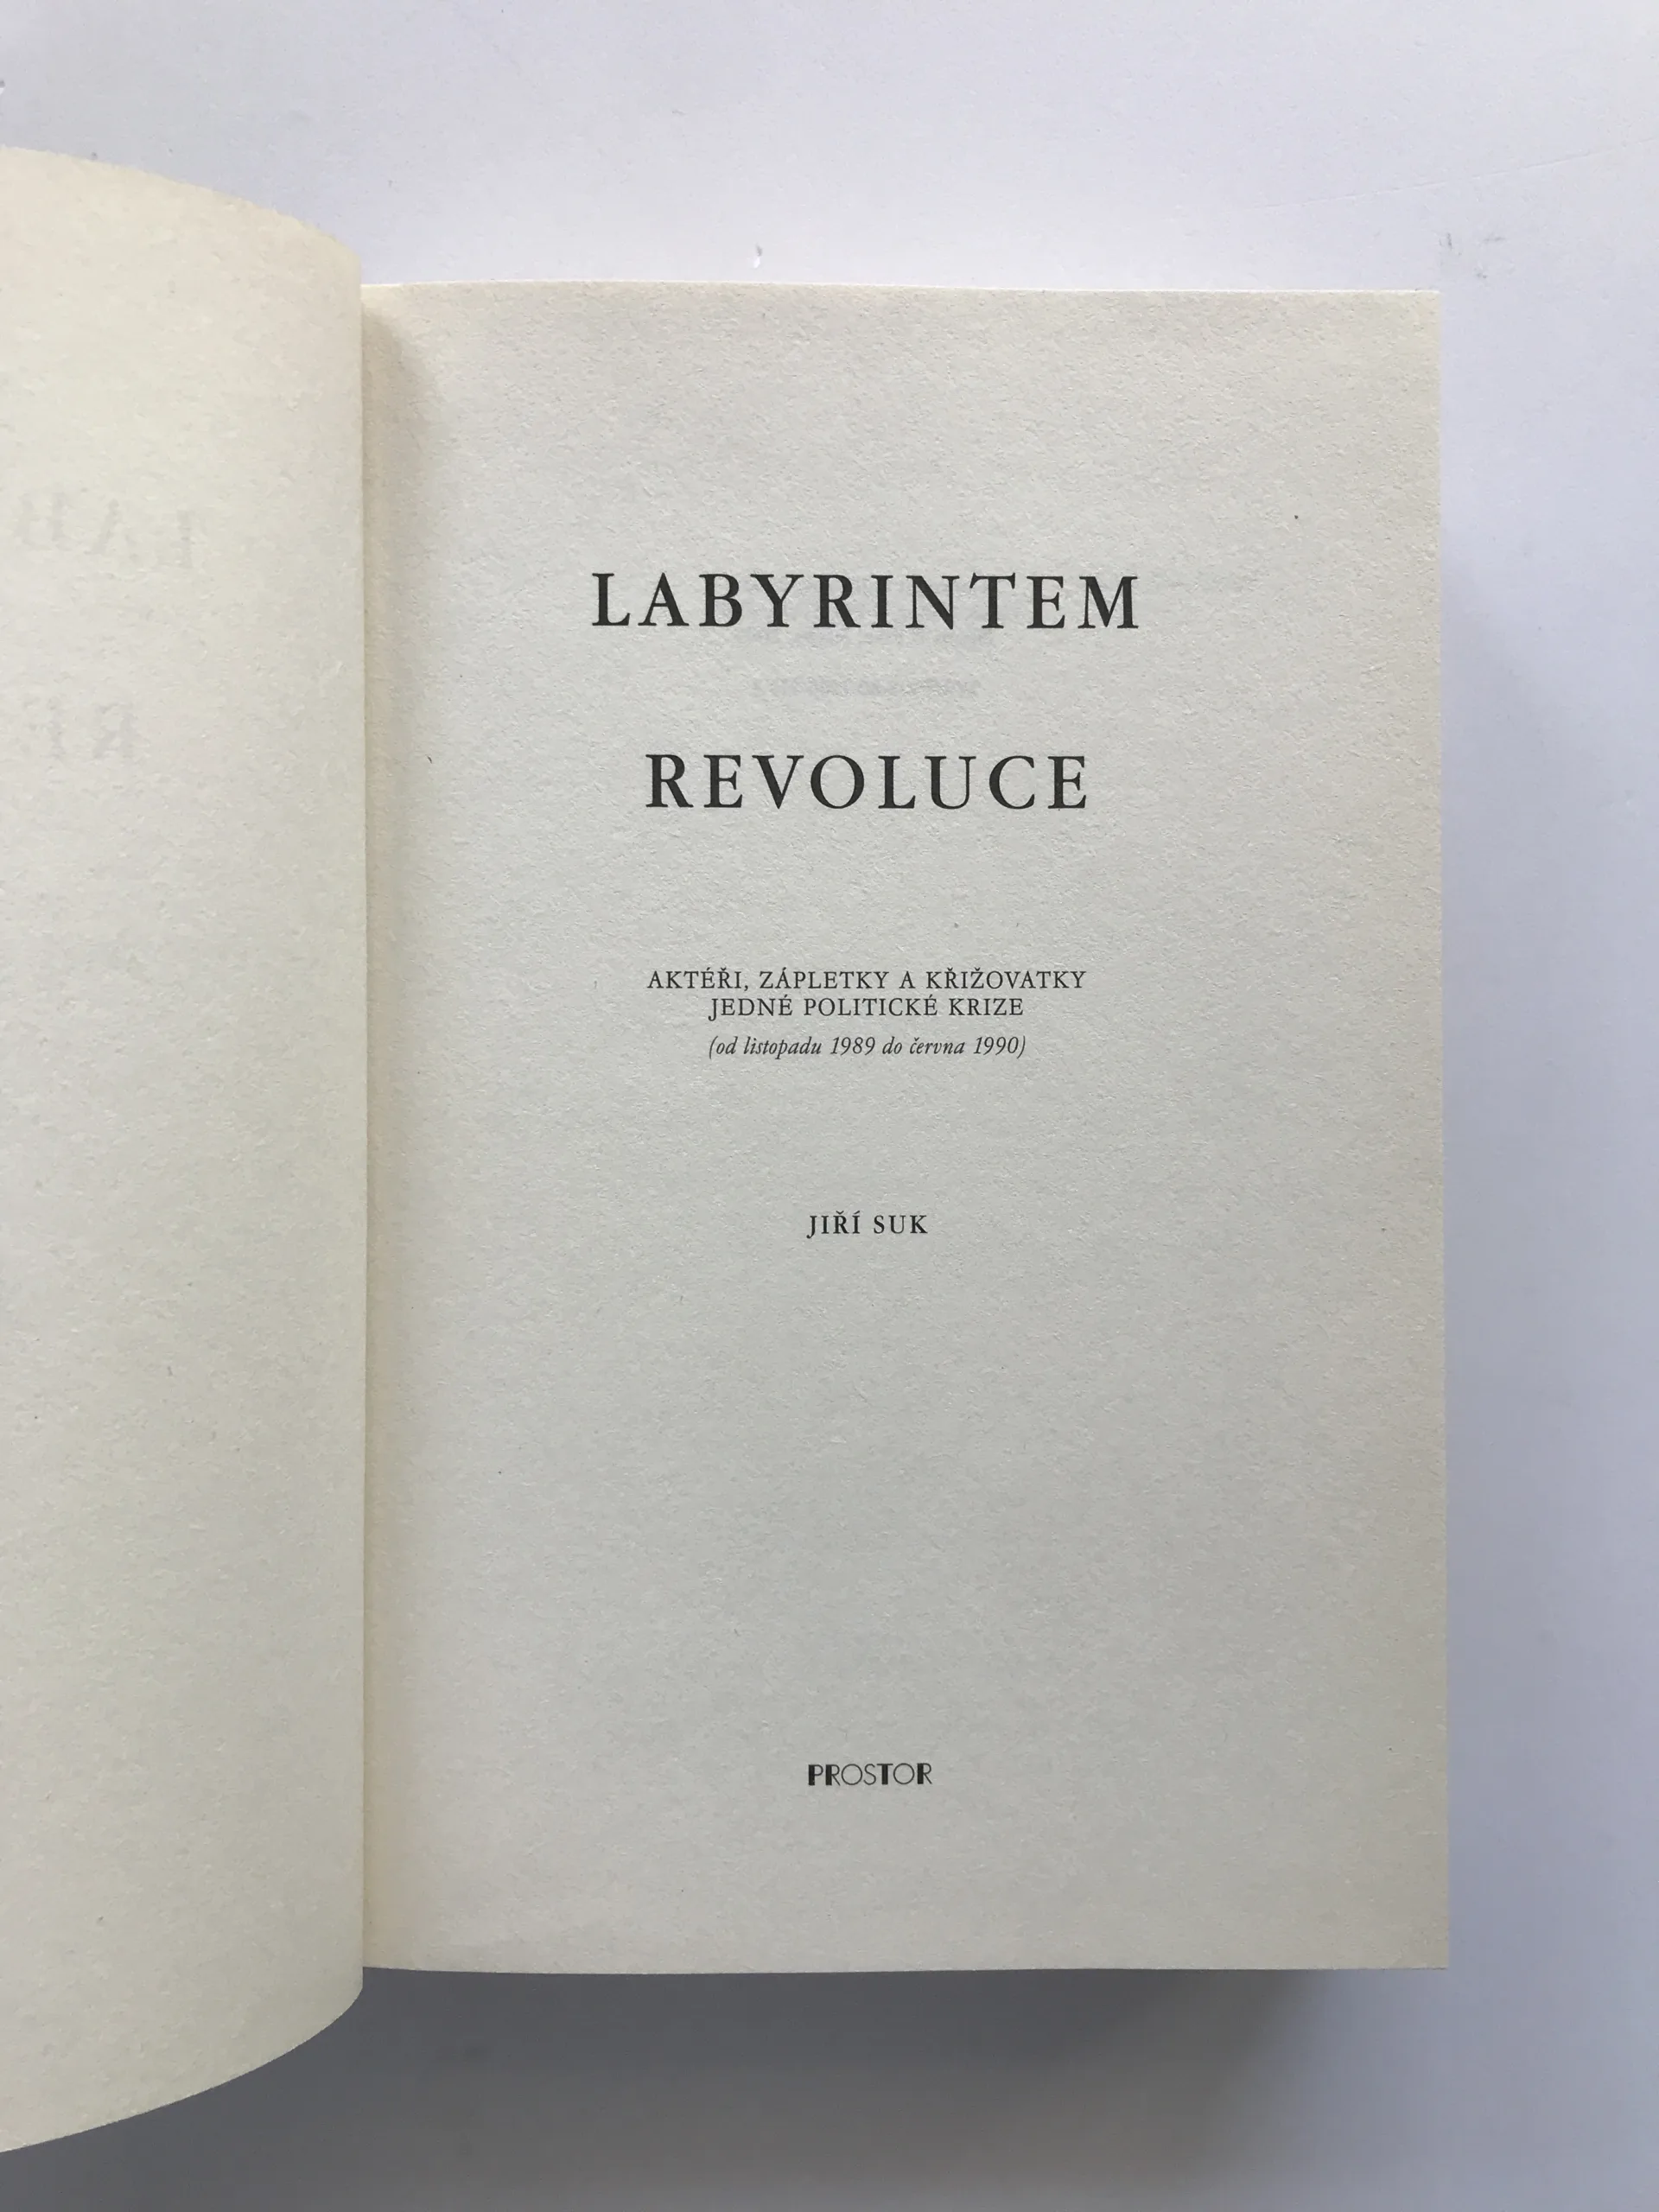 LABYRINTEM
REVOLUCE
AKTÉŘI, ZÁPLETKY A KŘIŽOVATKY
JEDNÉ POLITICKÉ KRIZE
(od listopadu 1989 do června 1990)
JIŘÍ SUK
PROSTOR